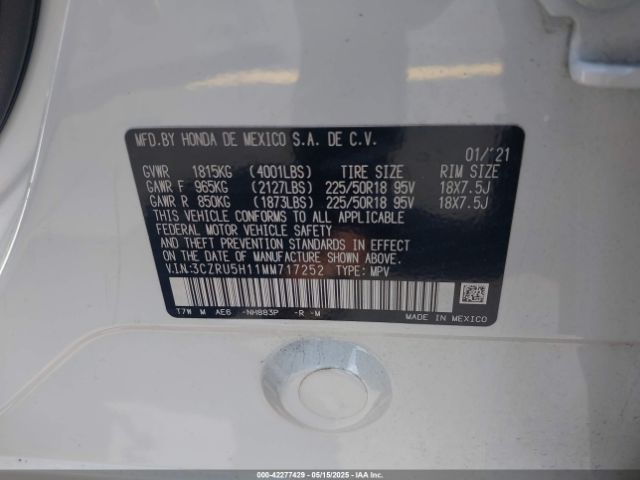 MFD.BY HONDA DE MEXICO S.A. DE C.V.
01/'21
GVWR 1815KG (4001LBS) TIRE SIZE RIM SIZE
GAWR F 965KG (2127LBS) 225/50R18 95V 18X7.5J
GAWR R 850KG (1873LBS) 225/50R18 95V 18X7.5J
THIS VEHICLE CONFORMS TO ALL APPLICABLE
FEDERAL MOTOR VEHICLE SAFETY
AND THEFT PREVENTION STANDARDS IN EFFECT
ON THE DATE OF MANUFACTURE SHOWN ABOVE.
V.I.N:3CZRU5H11MM717252 TYPE: MPV
T7W M AE6 -NH883P -R -M
MADE IN MEXICO
000-42277429 - 05/15/2025 - IAAI.COM